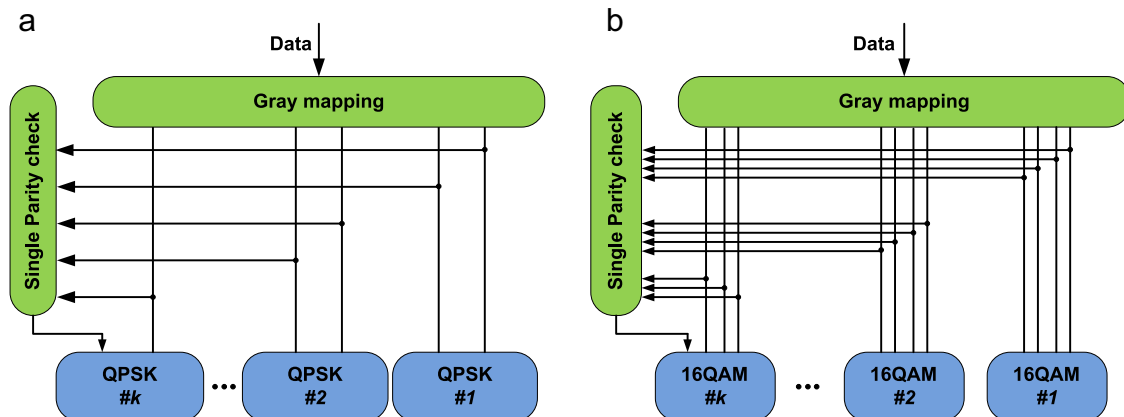 a
Data
Gray mapping
Single Parity check
QPSK
#k
...
QPSK
#2
QPSK
#1
b
Data
Gray mapping
Single Parity check
16QAM
#k
...
16QAM
#2
16QAM
#1